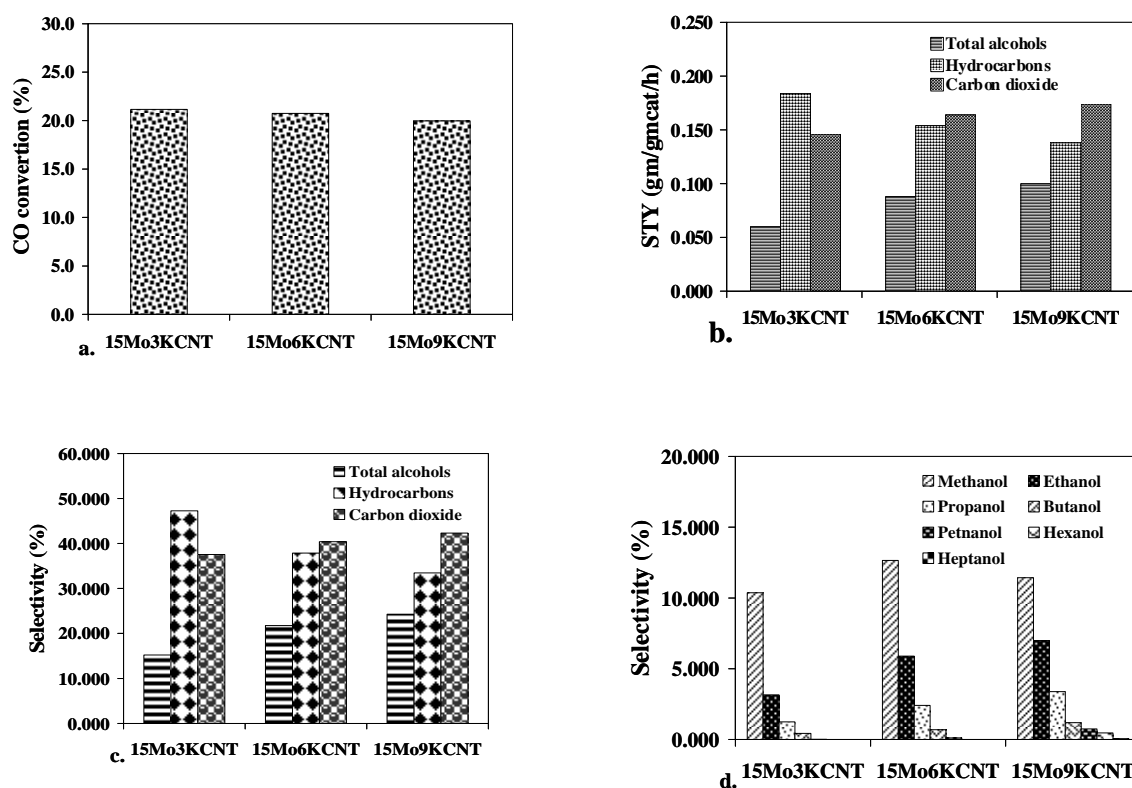 30.0
25.0
20.0
15.0
10.0
5.0
0.0
CO convertion (%)
15Mo3KCNT 15Mo6KCNT 15Mo9KCNT
a.
0.250
0.200
0.150
0.100
0.050
0.000
STY (gm/gmcat/h)
Total alcohols
Hydrocarbons
Carbon dioxide
15Mo3KCNT 15Mo6KCNT 15Mo9KCNT
b.
60.000
50.000
40.000
30.000
20.000
10.000
0.000
Selectivity (%)
Total alcohols
Hydrocarbons
Carbon dioxide
15Mo3KCNT 15Mo6KCNT 15Mo9KCNT
c.
20.000
15.000
10.000
5.000
0.000
Selectivity (%)
Methanol Ethanol
Propanol Butanol
Petnanol Hexanol
Heptanol
15Mo3KCNT 15Mo6KCNT 15Mo9KCNT
d.